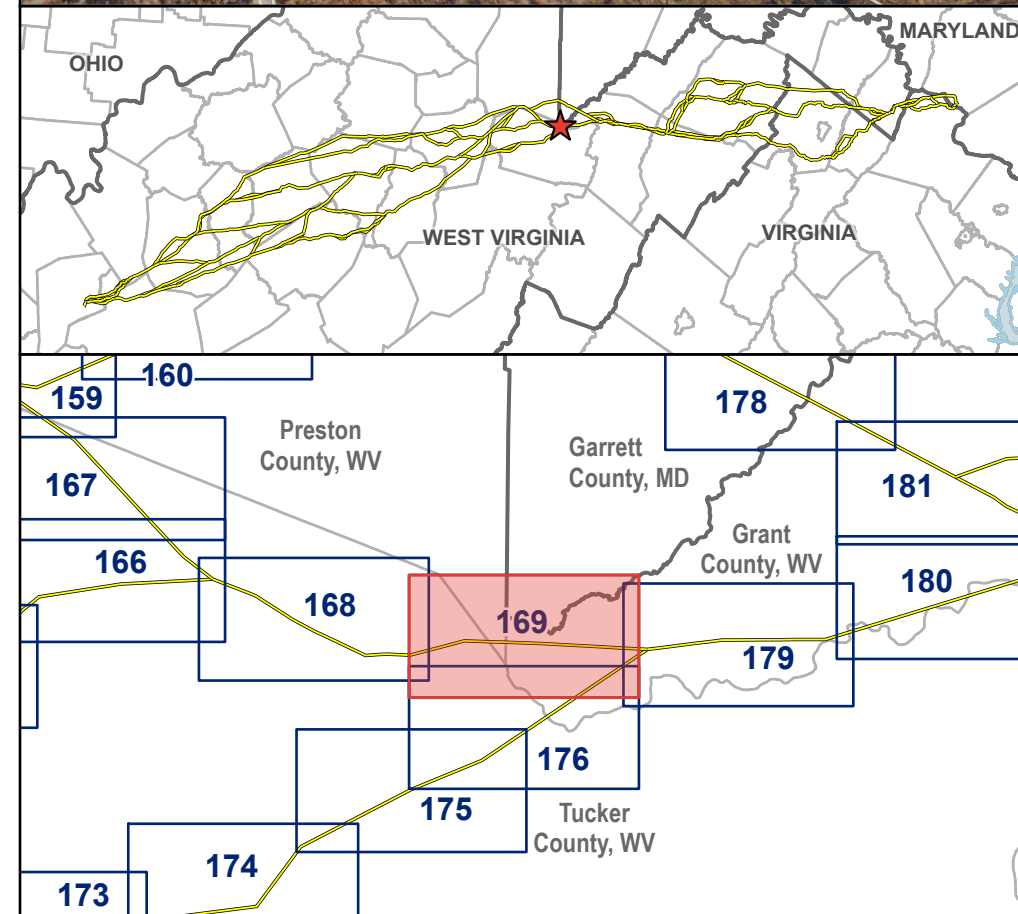 OHIO
MARYLAND
WEST VIRGINIA
VIRGINIA
160
159
Preston
County, WV
178
Garrett
County, MD
167
181
Grant
County, WV
166
168
169
180
179
176
175
Tucker
County, WV
174
173